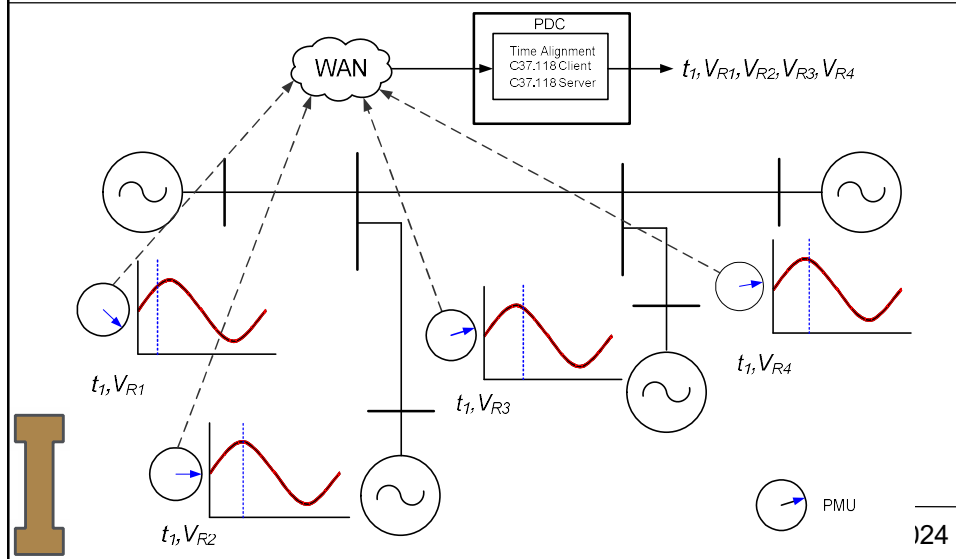 PDC
Time Alignment
C37.118 Client
C37.118 Server
WAN
t1,VR1,VR2,VR3,VR4
t1,VR1
t1,VR3
t1,VR4
t1,VR2
PMU
024